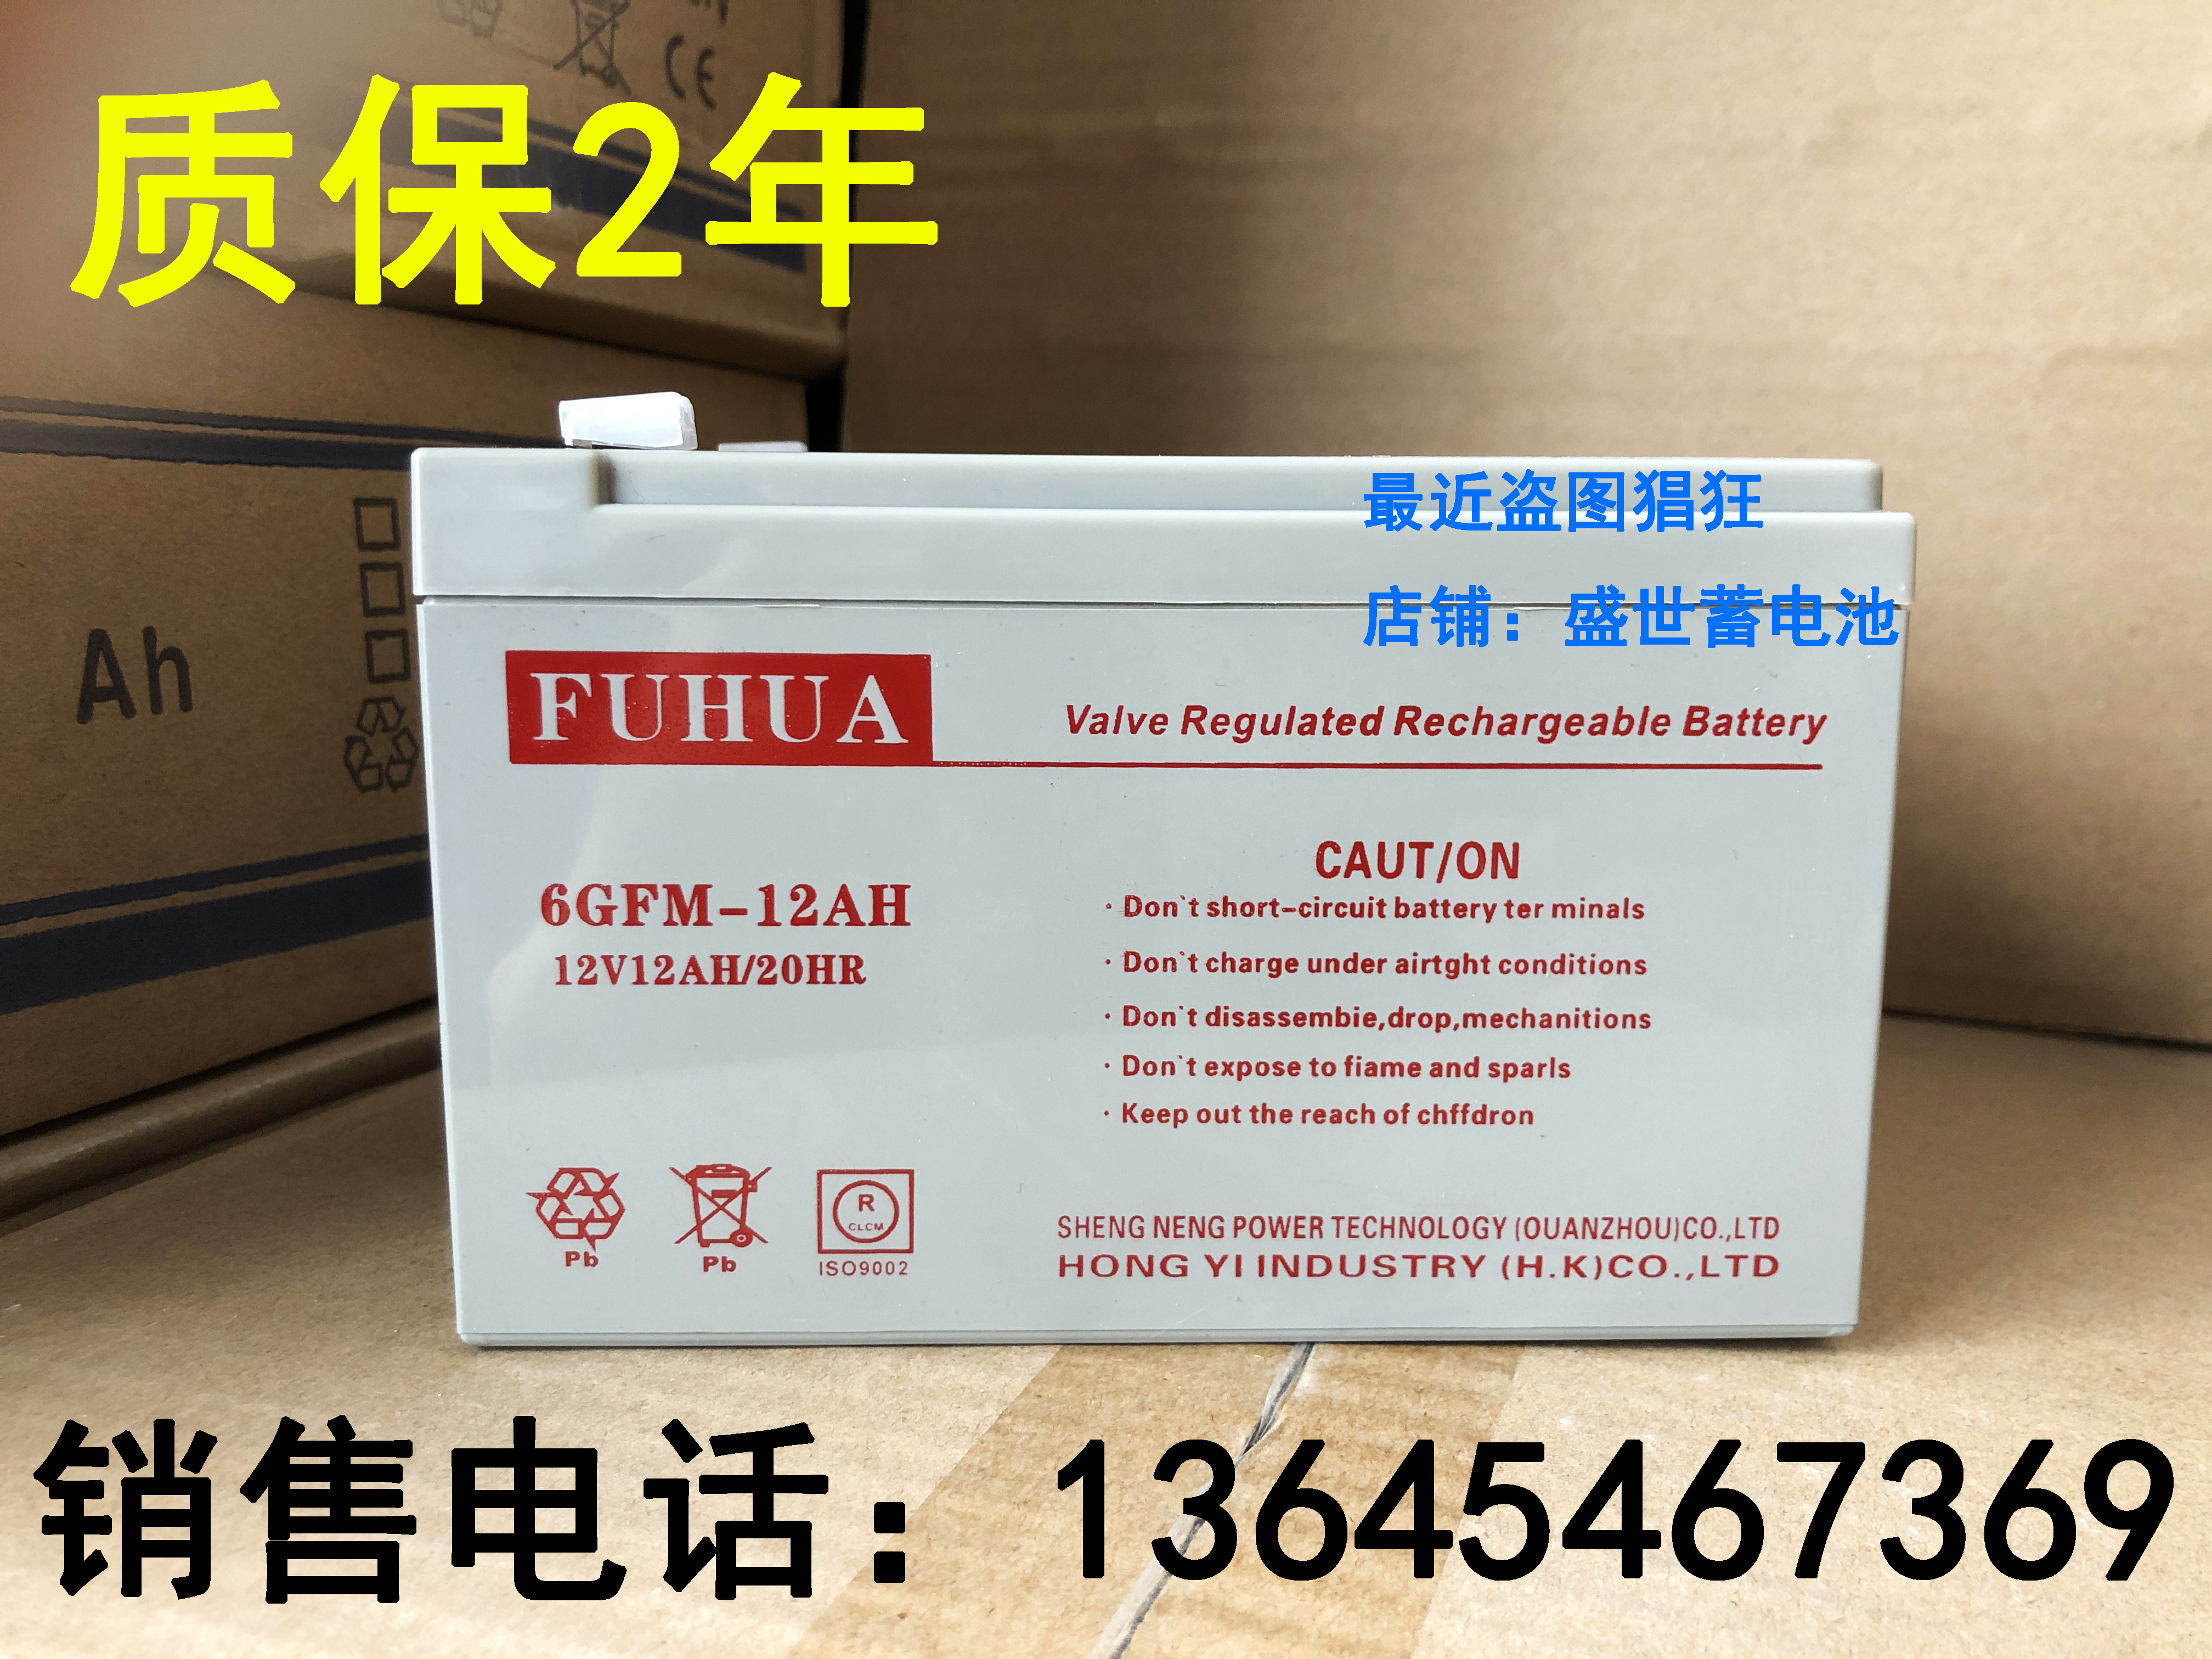 CE
质保2年
最近盗图猖狂
店铺：盛世蓄电池
Ah
FUHUA
Valve Regulated Rechargeable Battery
6GFM-12AH
12V12AH/20HR
CAUT/ON
· Don`t short-circuit battery ter minals
· Don`t charge under airtght conditions
· Don`t disassembie,drop,mechanitions
· Don`t expose to fiame and sparls
· Keep out the reach of chffdron
Pb
Pb
R
CLCM
ISO9002
SHENG NENG POWER TECHNOLOGY (OUANZHOU)CO.,LTD
HONG YI INDUSTRY (H.K)CO.,LTD
销售电话：13645467369